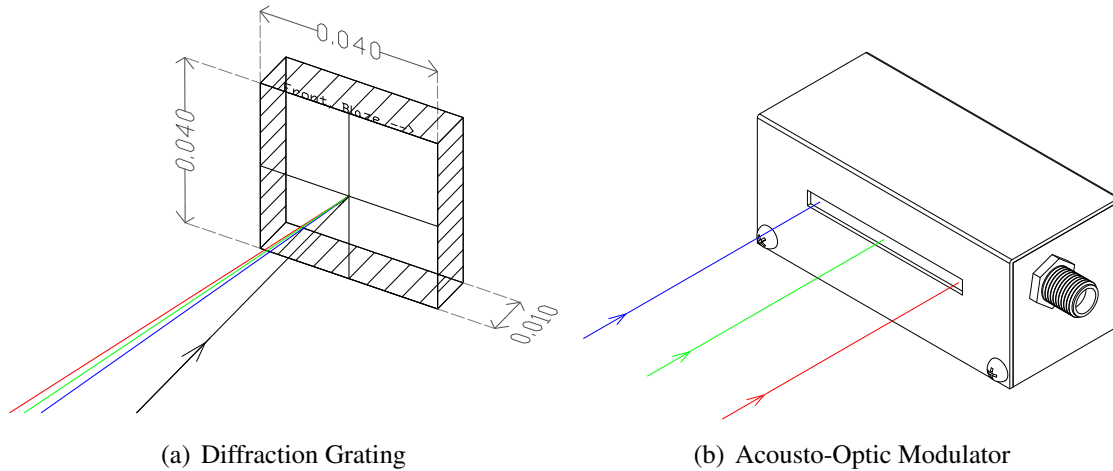 0.040
0.040
Front Blaze -->
0.010
(a) Diffraction Grating
(b) Acousto-Optic Modulator